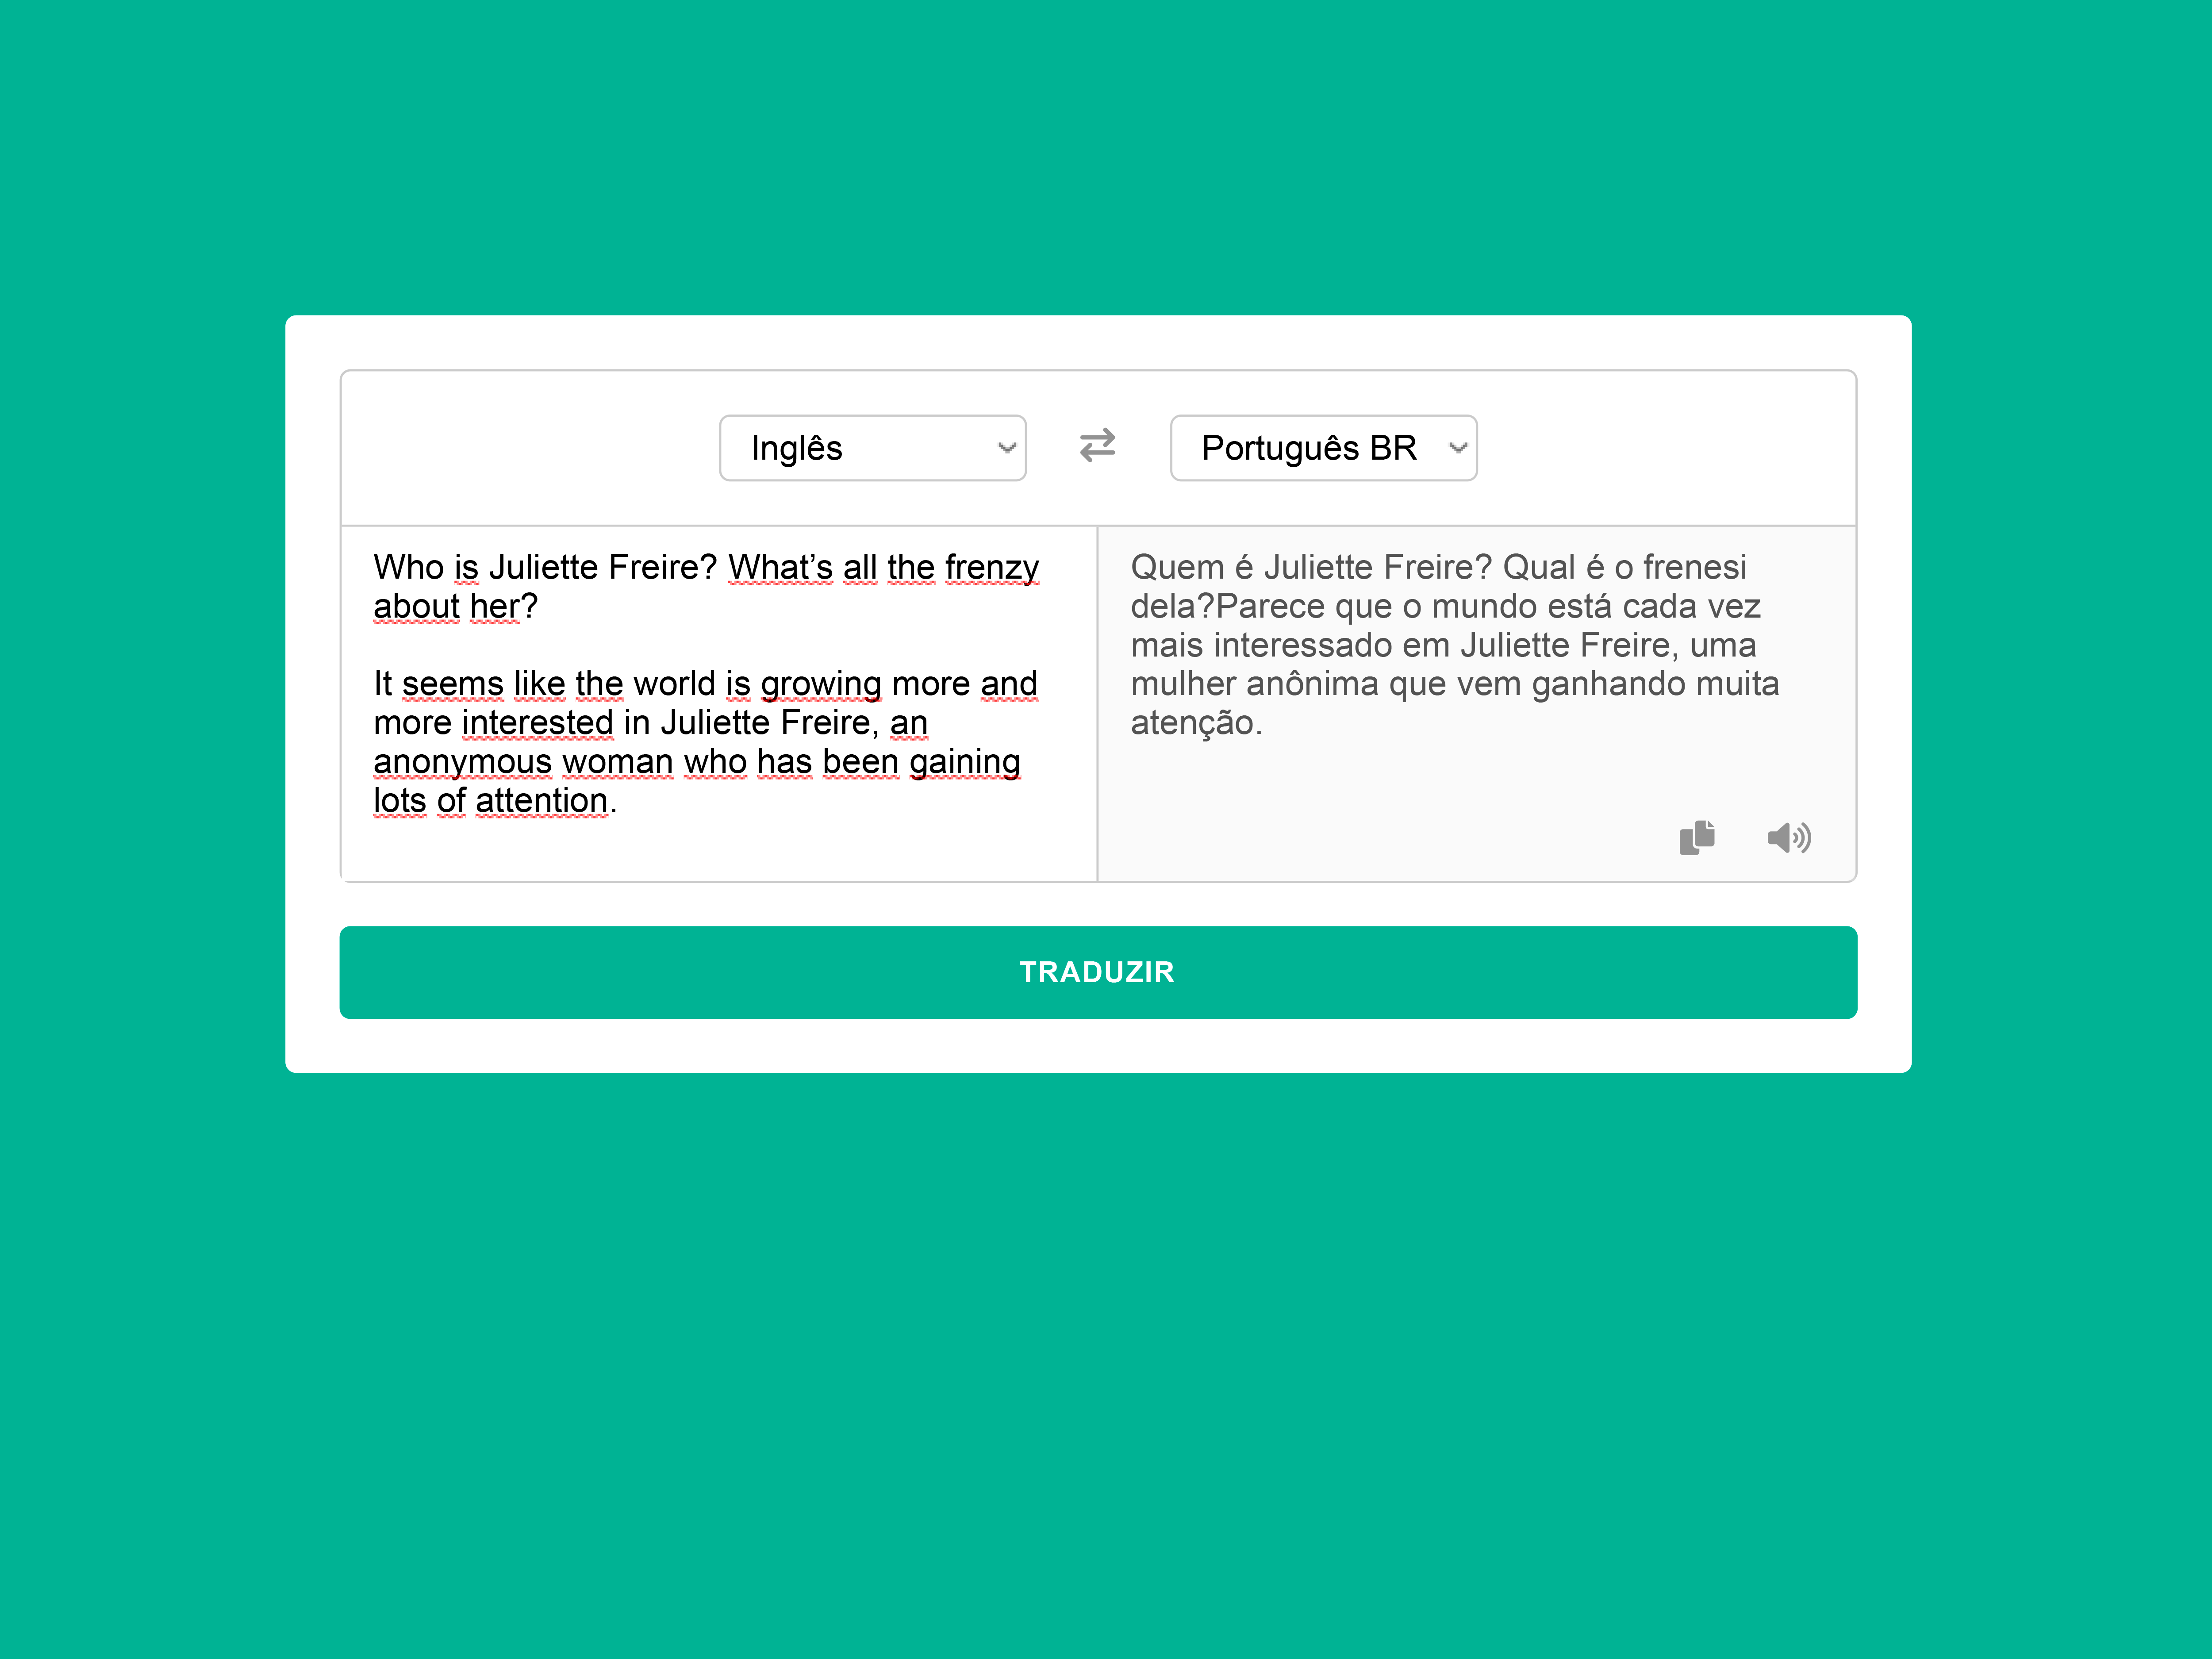 Inglês
Português BR
Who is Juliette Freire? What’s all the frenzy
about her?
It seems like the world is growing more and
more interested in Juliette Freire, an
anonymous woman who has been gaining
lots of attention.
Quem é Juliette Freire? Qual é o frenesi
dela?Parece que o mundo está cada vez
mais interessado em Juliette Freire, uma
mulher anônima que vem ganhando muita
atenção.
TRADUZIR